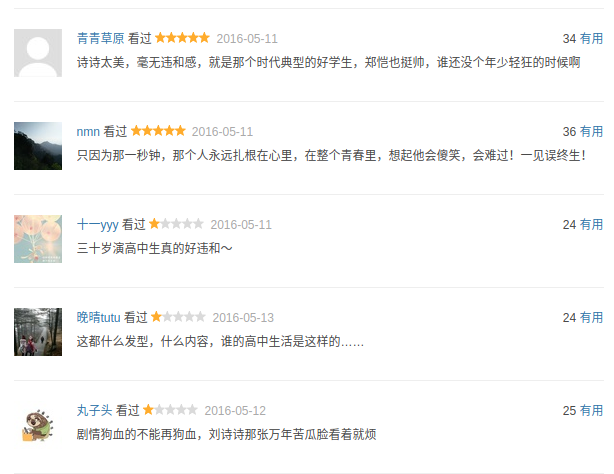 青青草原 看过 2016-05-11 34 有用
诗诗太美，毫无违和感，就是那个时代典型的好学生，郑恺也挺帅，谁还没个年少轻狂的时候啊
nmn 看过 2016-05-11 36 有用
只因为那一秒钟，那个人永远扎根在心里，在整个青春里，想起他会傻笑，会难过！一见误终生！
十一yyy 看过 2016-05-11 24 有用
三十岁演高中生真的好违和～
晚晴tutu 看过 2016-05-13 24 有用
这都什么发型，什么内容，谁的高中生活是这样的……
丸子头 看过 2016-05-12 25 有用
剧情狗血的不能再狗血，刘诗诗那张万年苦瓜脸看着就烦